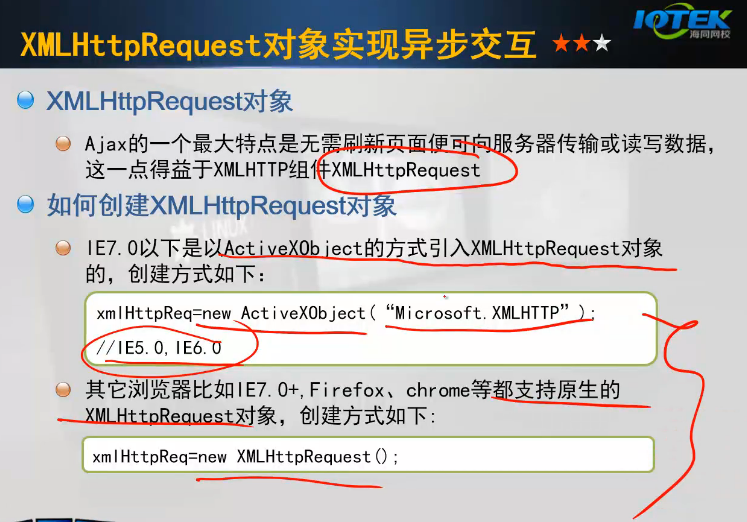 XMLHttpRequest对象实现异步交互
IOTEK
海同网校
XMLHttpRequest对象
Ajax的一个最大特点是无需刷新页面便可向服务器传输或读写数据，
这一点得益于XMLHTTP组件XMLHttpRequest
如何创建XMLHttpRequest对象
IE7.0以下是以ActiveXObject的方式引入XMLHttpRequest对象
的，创建方式如下：
xmlHttpReq=new ActiveXObject(“Microsoft.XMLHTTP”);
//IE5.0,IE6.0
其它浏览器比如IE7.0+,Firefox、chrome等都支持原生的
XMLHttpRequest对象，创建方式如下：
xmlHttpReq=new XMLHttpRequest();